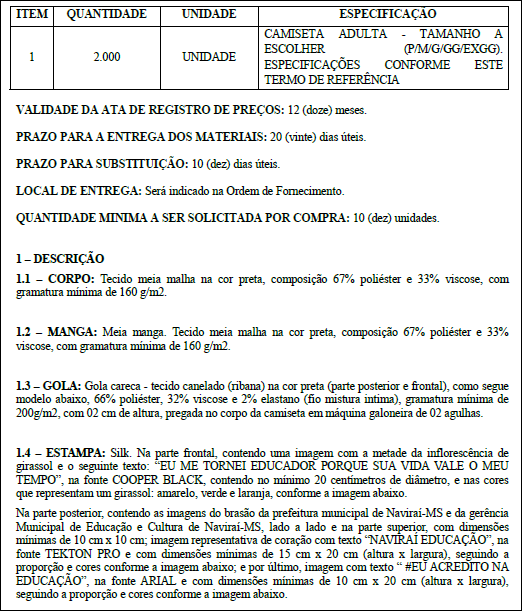 ITEM QUANTIDADE UNIDADE ESPECIFICAÇÃO
1 2.000 UNIDADE CAMISETA ADULTA - TAMANHO A
ESCOLHER (P/M/G/GG/EXGG).
ESPECIFICAÇÕES CONFORME ESTE
TERMO DE REFERÊNCIA
VALIDADE DA ATA DE REGISTRO DE PREÇOS: 12 (doze) meses.
PRAZO PARA A ENTREGA DOS MATERIAIS: 20 (vinte) dias úteis.
PRAZO PARA SUBSTITUIÇÃO: 10 (dez) dias úteis.
LOCAL DE ENTREGA: Será indicado na Ordem de Fornecimento.
QUANTIDADE MINIMA A SER SOLICITADA POR COMPRA: 10 (dez) unidades.
1 – DESCRIÇÃO
1.1 – CORPO: Tecido meia malha na cor preta, composição 67% poliéster e 33% viscose, com
gramatura mínima de 160 g/m2.
1.2 – MANGA: Meia manga. Tecido meia malha na cor preta, composição 67% poliéster e 33%
viscose, com gramatura mínima de 160 g/m2.
1.3 – GOLA: Gola careca - tecido canelado (ribana) na cor preta (parte posterior e frontal), como segue
modelo abaixo, 66% poliéster, 32% viscose e 2% elastano (fio mistura intima), gramatura mínima de
200g/m2, com 02 cm de altura, pregada no corpo da camiseta em máquina galoneira de 02 agulhas.
1.4 – ESTAMPA: Silk. Na parte frontal, contendo uma imagem com a metade da inflorescência de
girassol e o seguinte texto: “EU ME TORNEI EDUCADOR PORQUE SUA VIDA VALE O MEU
TEMPO”, na fonte COOPER BLACK, contendo no mínimo 20 centímetros de diâmetro, e nas cores
que representam um girassol: amarelo, verde e laranja, conforme a imagem abaixo.
Na parte posterior, contendo as imagens do brasão da prefeitura municipal de Naviraí-MS e da gerência
Municipal de Educação e Cultura de Naviraí-MS, lado a lado e na parte superior, com dimensões
mínimas de 10 cm x 10 cm; imagem representativa de coração com texto “NAVIRAÍ EDUCAÇÃO”, na
fonte TEKTON PRO e com dimensões mínimas de 15 cm x 20 cm (altura x largura), seguindo a
proporção e cores conforme a imagem abaixo; e por último, imagem com texto “ #EU ACREDITO NA
EDUCAÇÃO”, na fonte ARIAL e com dimensões mínimas de 10 cm x 20 cm (altura x largura),
seguindo a proporção e cores conforme a imagem abaixo.